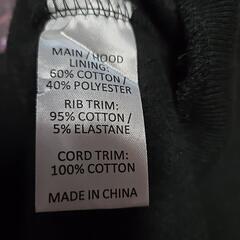 MAIN / HOOD
LINING:
60% COTTON /
40% POLYESTER
RIB TRIM:
95% COTTON /
5% ELASTANE
CORD TRIM:
100% COTTON
MADE IN CHINA